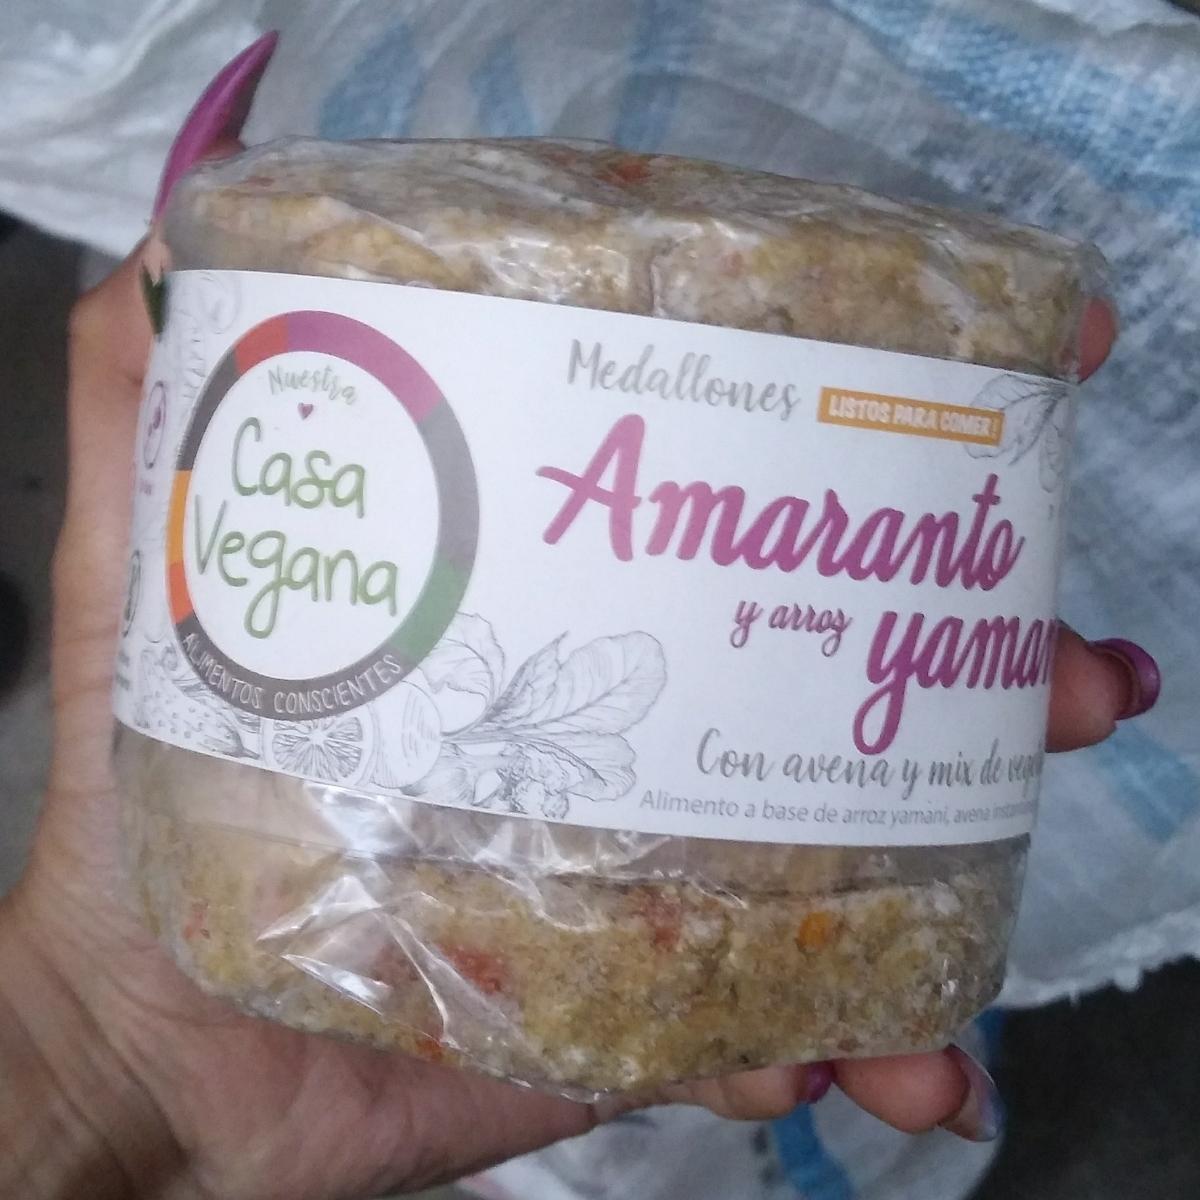 Nuestra
Casa
Vegana
ALIMENTOS CONSCIENTES
Medallones
LISTOS PARA COMER!
Amaranto
y arroz
Con avena y mix de
Alimento a base de arroz yamaní, avena